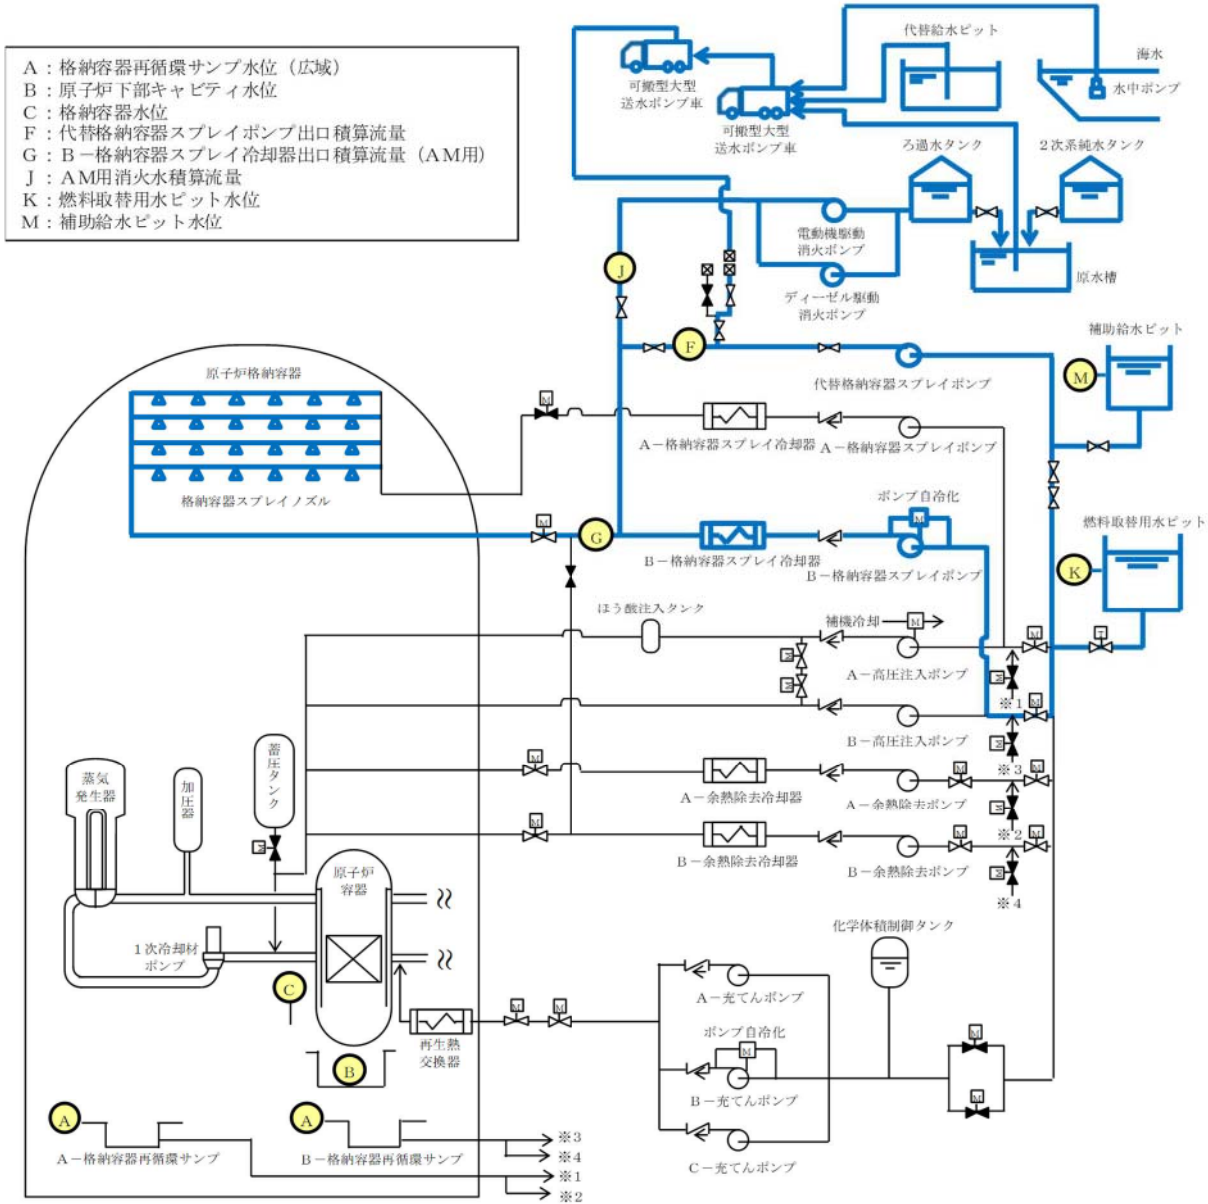 A：格納容器再循環サンプ水位（広域）
B：原子炉下部キャビティ水位
C：格納容器水位
F：代替格納容器スプレイポンプ出口積算流量
G：B－格納容器スプレイ冷却器出口積算流量（AM用）
J：AM用消火水積算流量
K：燃料取替用水ピット水位
M：補助給水ピット水位
代替給水ピット
海水
水中ポンプ
可搬型大型
送水ポンプ車
可搬型大型
送水ポンプ車
ろ過水タンク
2次系純水タンク
電動機駆動
消火ポンプ
原水槽
J
ディーゼル駆動
消火ポンプ
補助給水ピット
F
M
代替格納容器スプレイポンプ
原子炉格納容器
M
A－格納容器スプレイ冷却器
A－格納容器スプレイポンプ
格納容器スプレイノズル
ポンプ自冷化
M
M
G
燃料取替用水ピット
B－格納容器スプレイ冷却器
B－格納容器スプレイポンプ
K
ほう酸注入タンク
補機冷却
M
M
T
M
A－高圧注入ポンプ
M
M
※1
M
B－高圧注入ポンプ
M
※3
蓄圧タンク
M
M
M
蒸気
発生器
加圧器
A－余熱除去冷却器
A－余熱除去ポンプ
M
※2
M
M
M
M
B－余熱除去冷却器
B－余熱除去ポンプ
M
※4
原子炉
容器
化学体積制御タンク
1次冷却材
ポンプ
C
A－充てんポンプ
M
M
再生熱
交換器
ポンプ自冷化
M
M
B
B－充てんポンプ
M
A
A
※3
※4
A－格納容器再循環サンプ
B－格納容器再循環サンプ
C－充てんポンプ
※1
※2